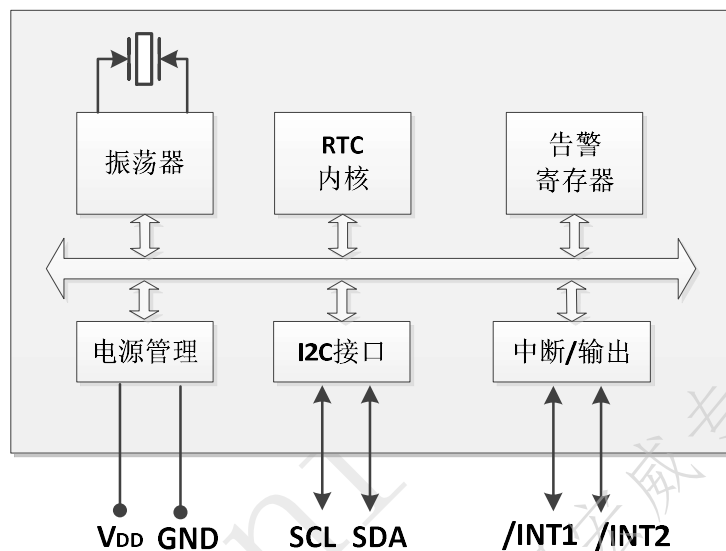 振荡器
RTC
内核
告警
寄存器
电源管理
I2C接口
中断/输出
VDD GND SCL SDA /INT1 /INT2